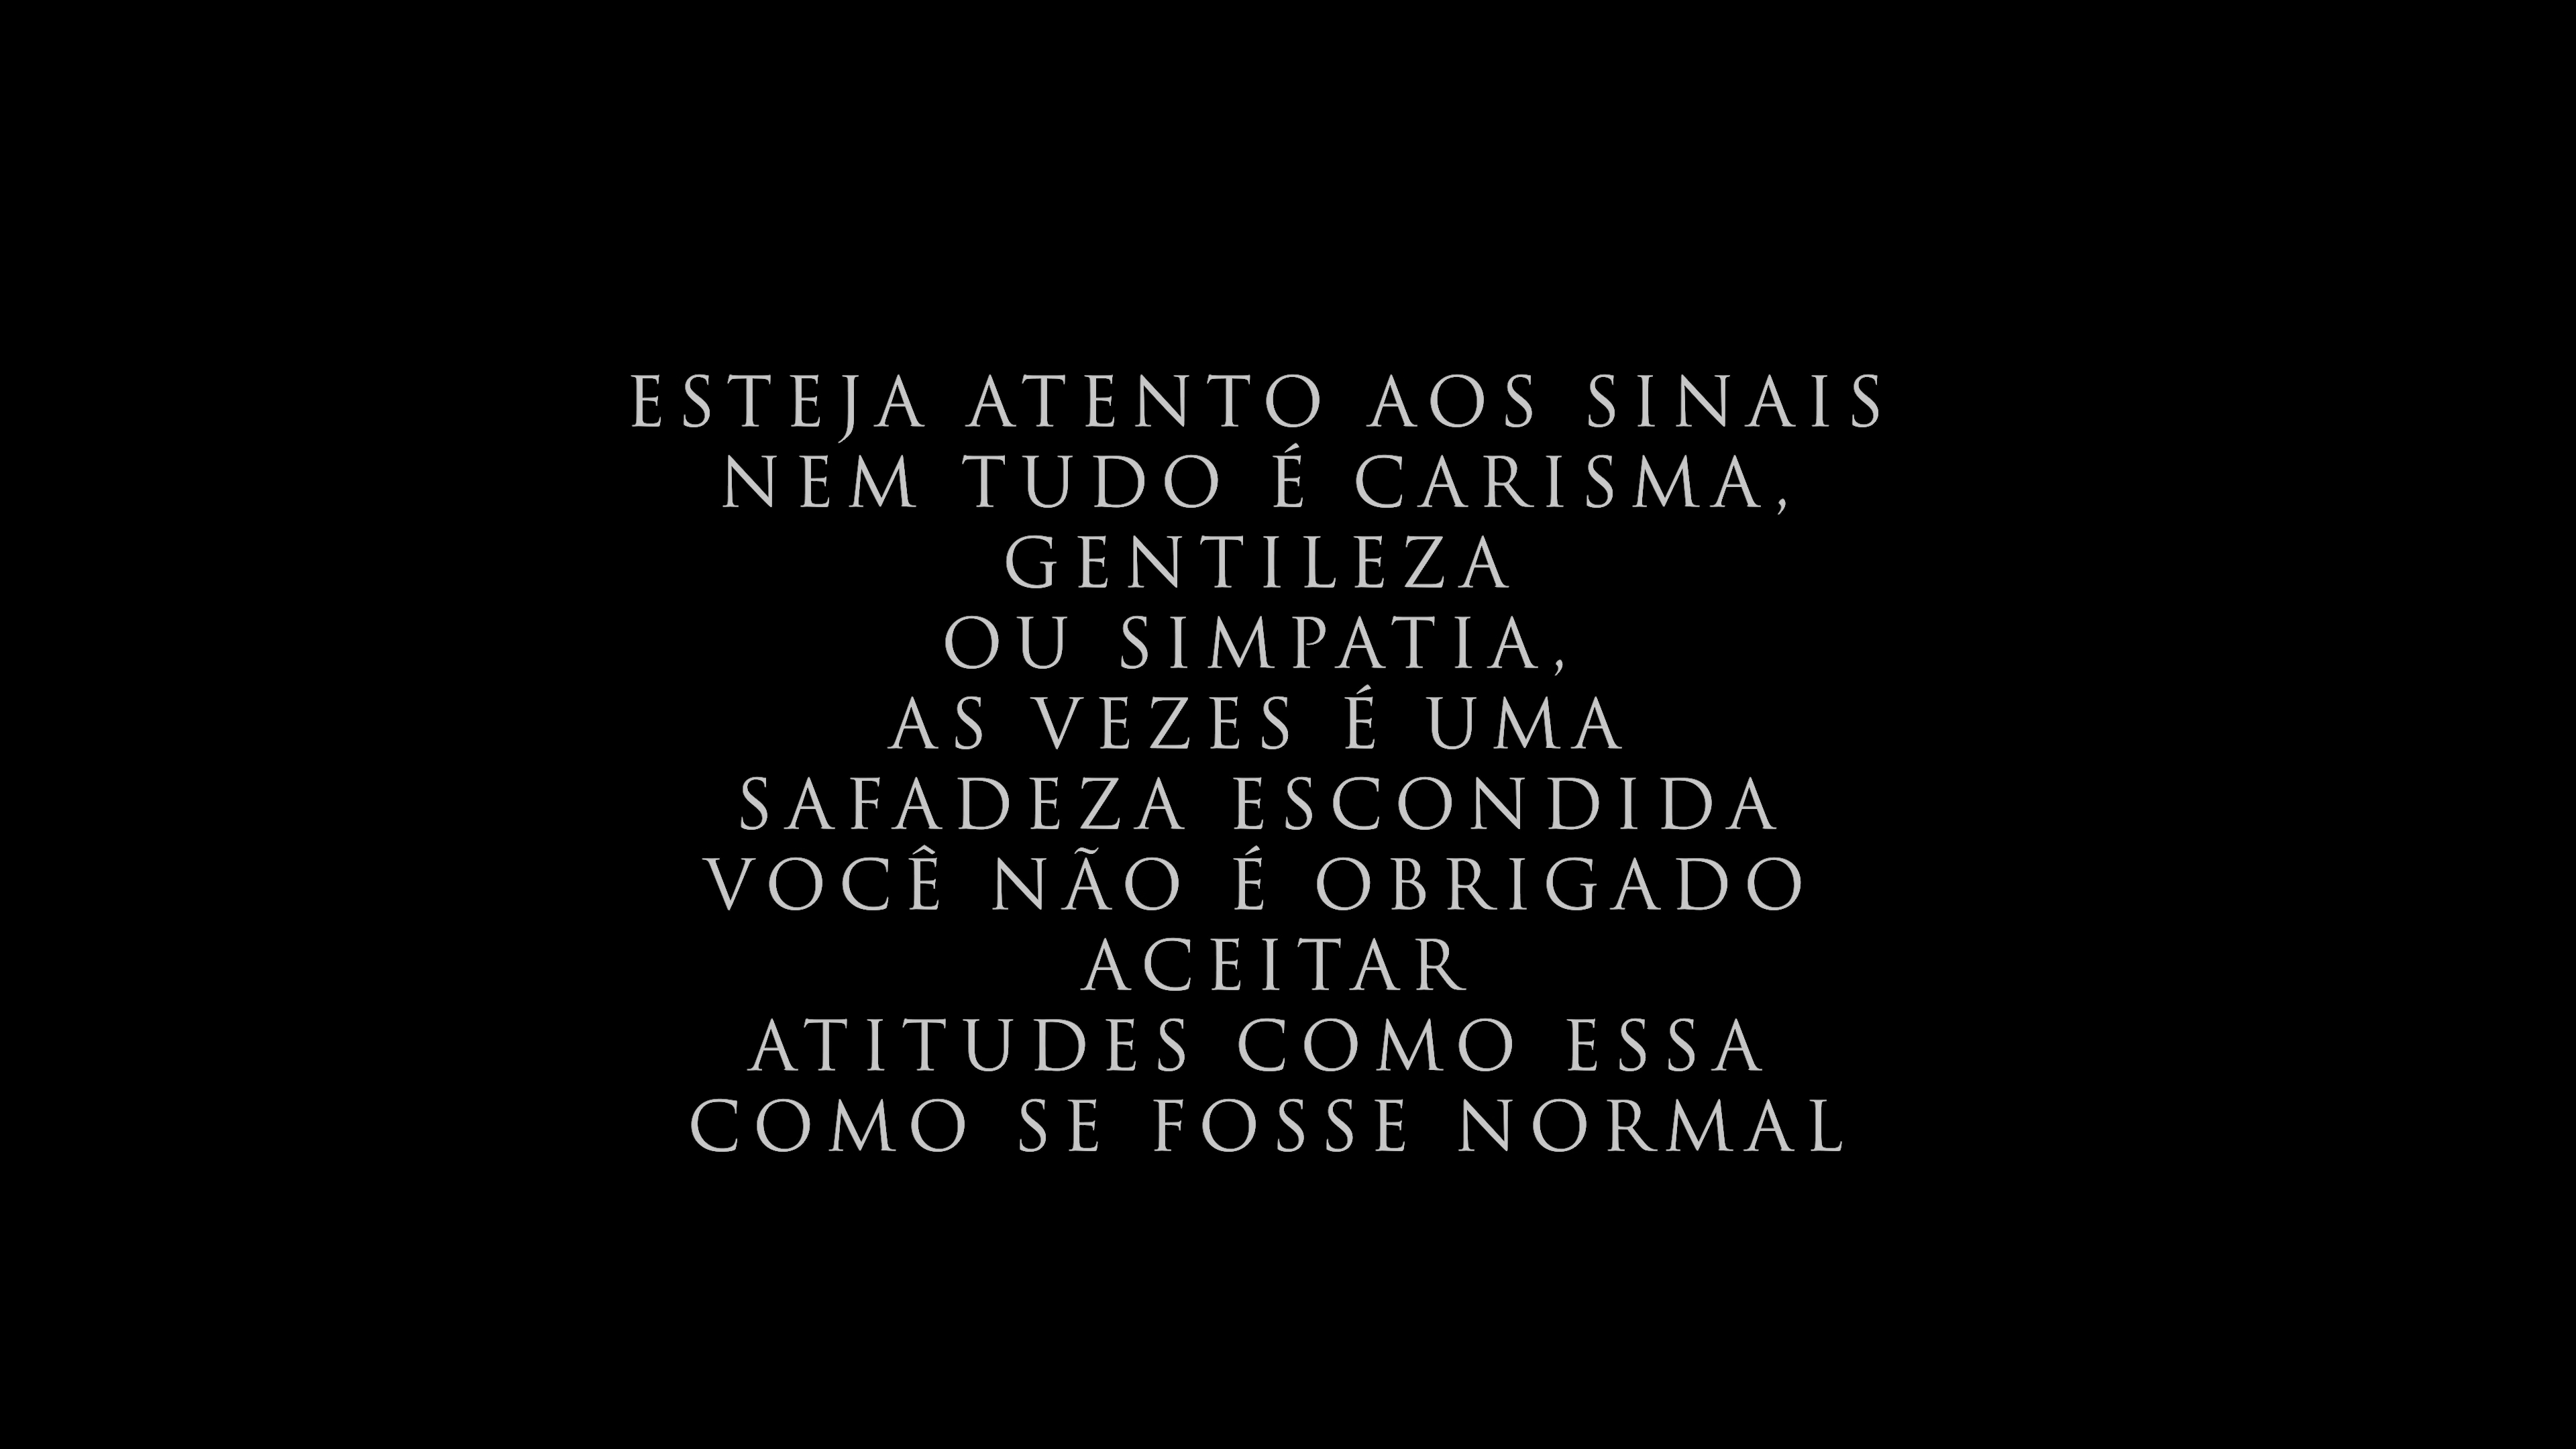 ESTEJA ATENTO AOS SINAIS
NEM TUDO É CARISMA,
GENTILEZA
OU SIMPATIA,
AS VEZES É UMA
SAFADEZA ESCONDIDA
VOCÊ NÃO É OBRIGADO
ACEITAR
ATITUDES COMO ESSA
COMO SE FOSSE NORMAL